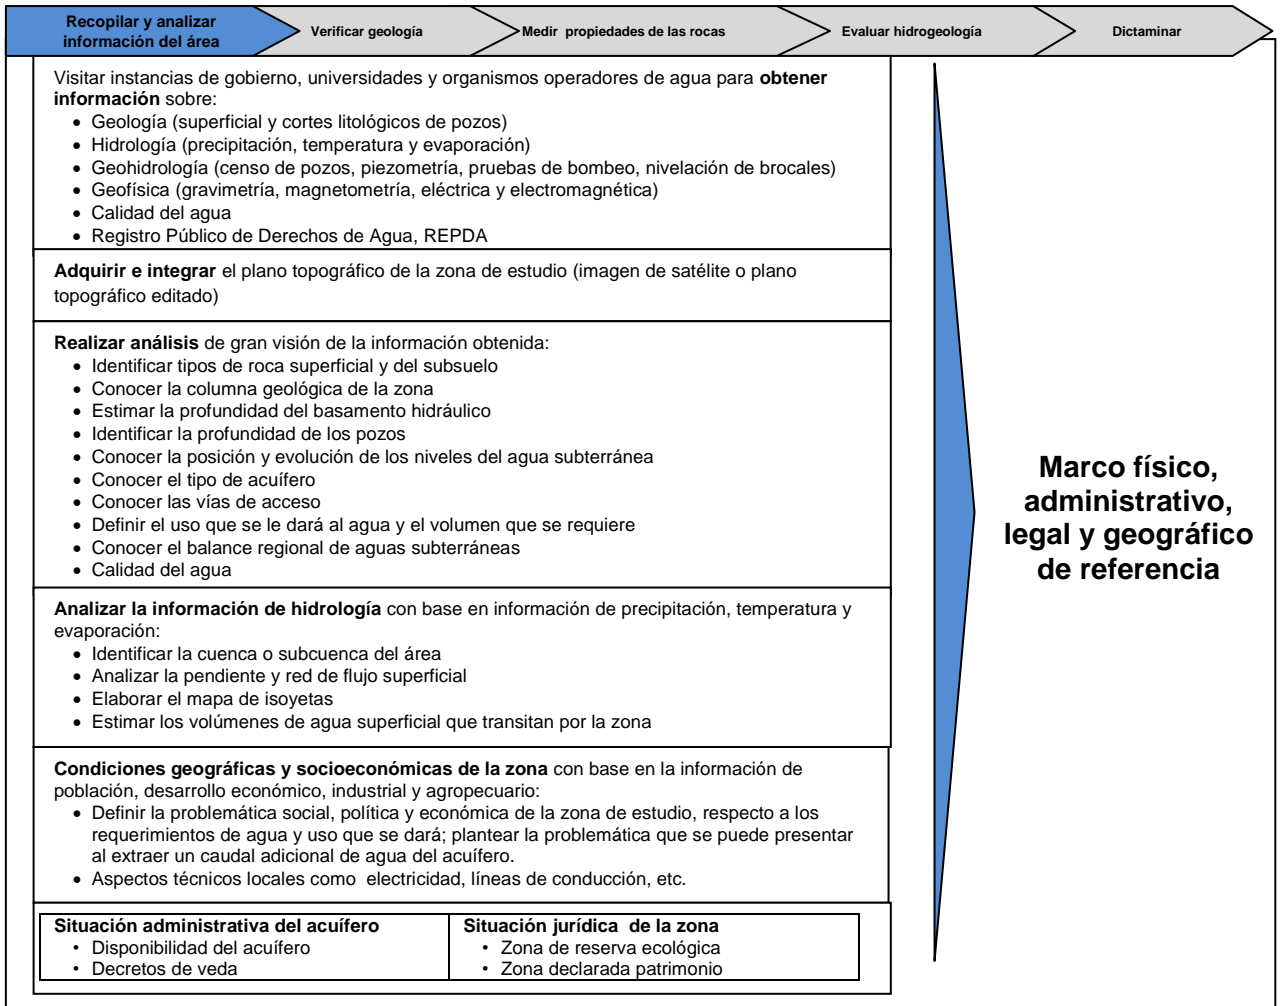 Recopilar y analizar
información del área
Verificar geología
Medir propiedades de las rocas
Evaluar hidrogeología
Dictaminar
Visitar instancias de gobierno, universidades y organismos operadores de agua para obtener
información sobre:
• Geología (superficial y cortes litológicos de pozos)
• Hidrología (precipitación, temperatura y evaporación)
• Geohidrología (censo de pozos, piezometría, pruebas de bombeo, nivelación de brocales)
• Geofísica (gravimetría, magnetometría, eléctrica y electromagnética)
• Calidad del agua
• Registro Público de Derechos de Agua, REPDA
Adquirir e integrar el plano topográfico de la zona de estudio (imagen de satélite o plano
topográfico editado)
Realizar análisis de gran visión de la información obtenida:
• Identificar tipos de roca superficial y del subsuelo
• Conocer la columna geológica de la zona
• Estimar la profundidad del basamento hidráulico
• Identificar la profundidad de los pozos
• Conocer la posición y evolución de los niveles del agua subterránea
• Conocer el tipo de acuífero
• Conocer las vías de acceso
• Definir el uso que se le dará al agua y el volumen que se requiere
• Conocer el balance regional de aguas subterráneas
• Calidad del agua
Analizar la información de hidrología con base en información de precipitación, temperatura y
evaporación:
• Identificar la cuenca o subcuenca del área
• Analizar la pendiente y red de flujo superficial
• Elaborar el mapa de isoyetas
• Estimar los volúmenes de agua superficial que transitan por la zona
Condiciones geográficas y socioeconómicas de la zona con base en la información de
población, desarrollo económico, industrial y agropecuario:
• Definir la problemática social, política y económica de la zona de estudio, respecto a los
requerimientos de agua y uso que se dará; plantear la problemática que se puede presentar
al extraer un caudal adicional de agua del acuífero.
• Aspectos técnicos locales como electricidad, líneas de conducción, etc.
Situación administrativa del acuífero
• Disponibilidad del acuífero
• Decretos de veda
Situación jurídica de la zona
• Zona de reserva ecológica
• Zona declarada patrimonio
Marco físico,
administrativo,
legal y geográfico
de referencia